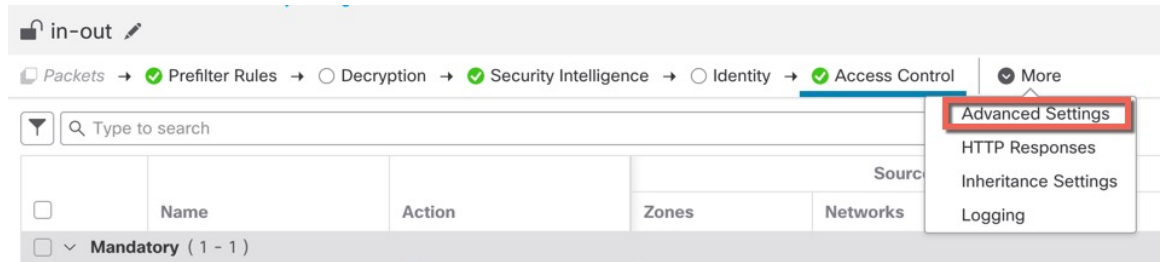 in-out
Packets → Prefilter Rules → Decryption → Security Intelligence → Identity → Access Control More
Advanced Settings
Type to search
HTTP Responses
Sourc
Inheritance Settings
Name Action Zones Networks Logging
Mandatory ( 1 - 1 )